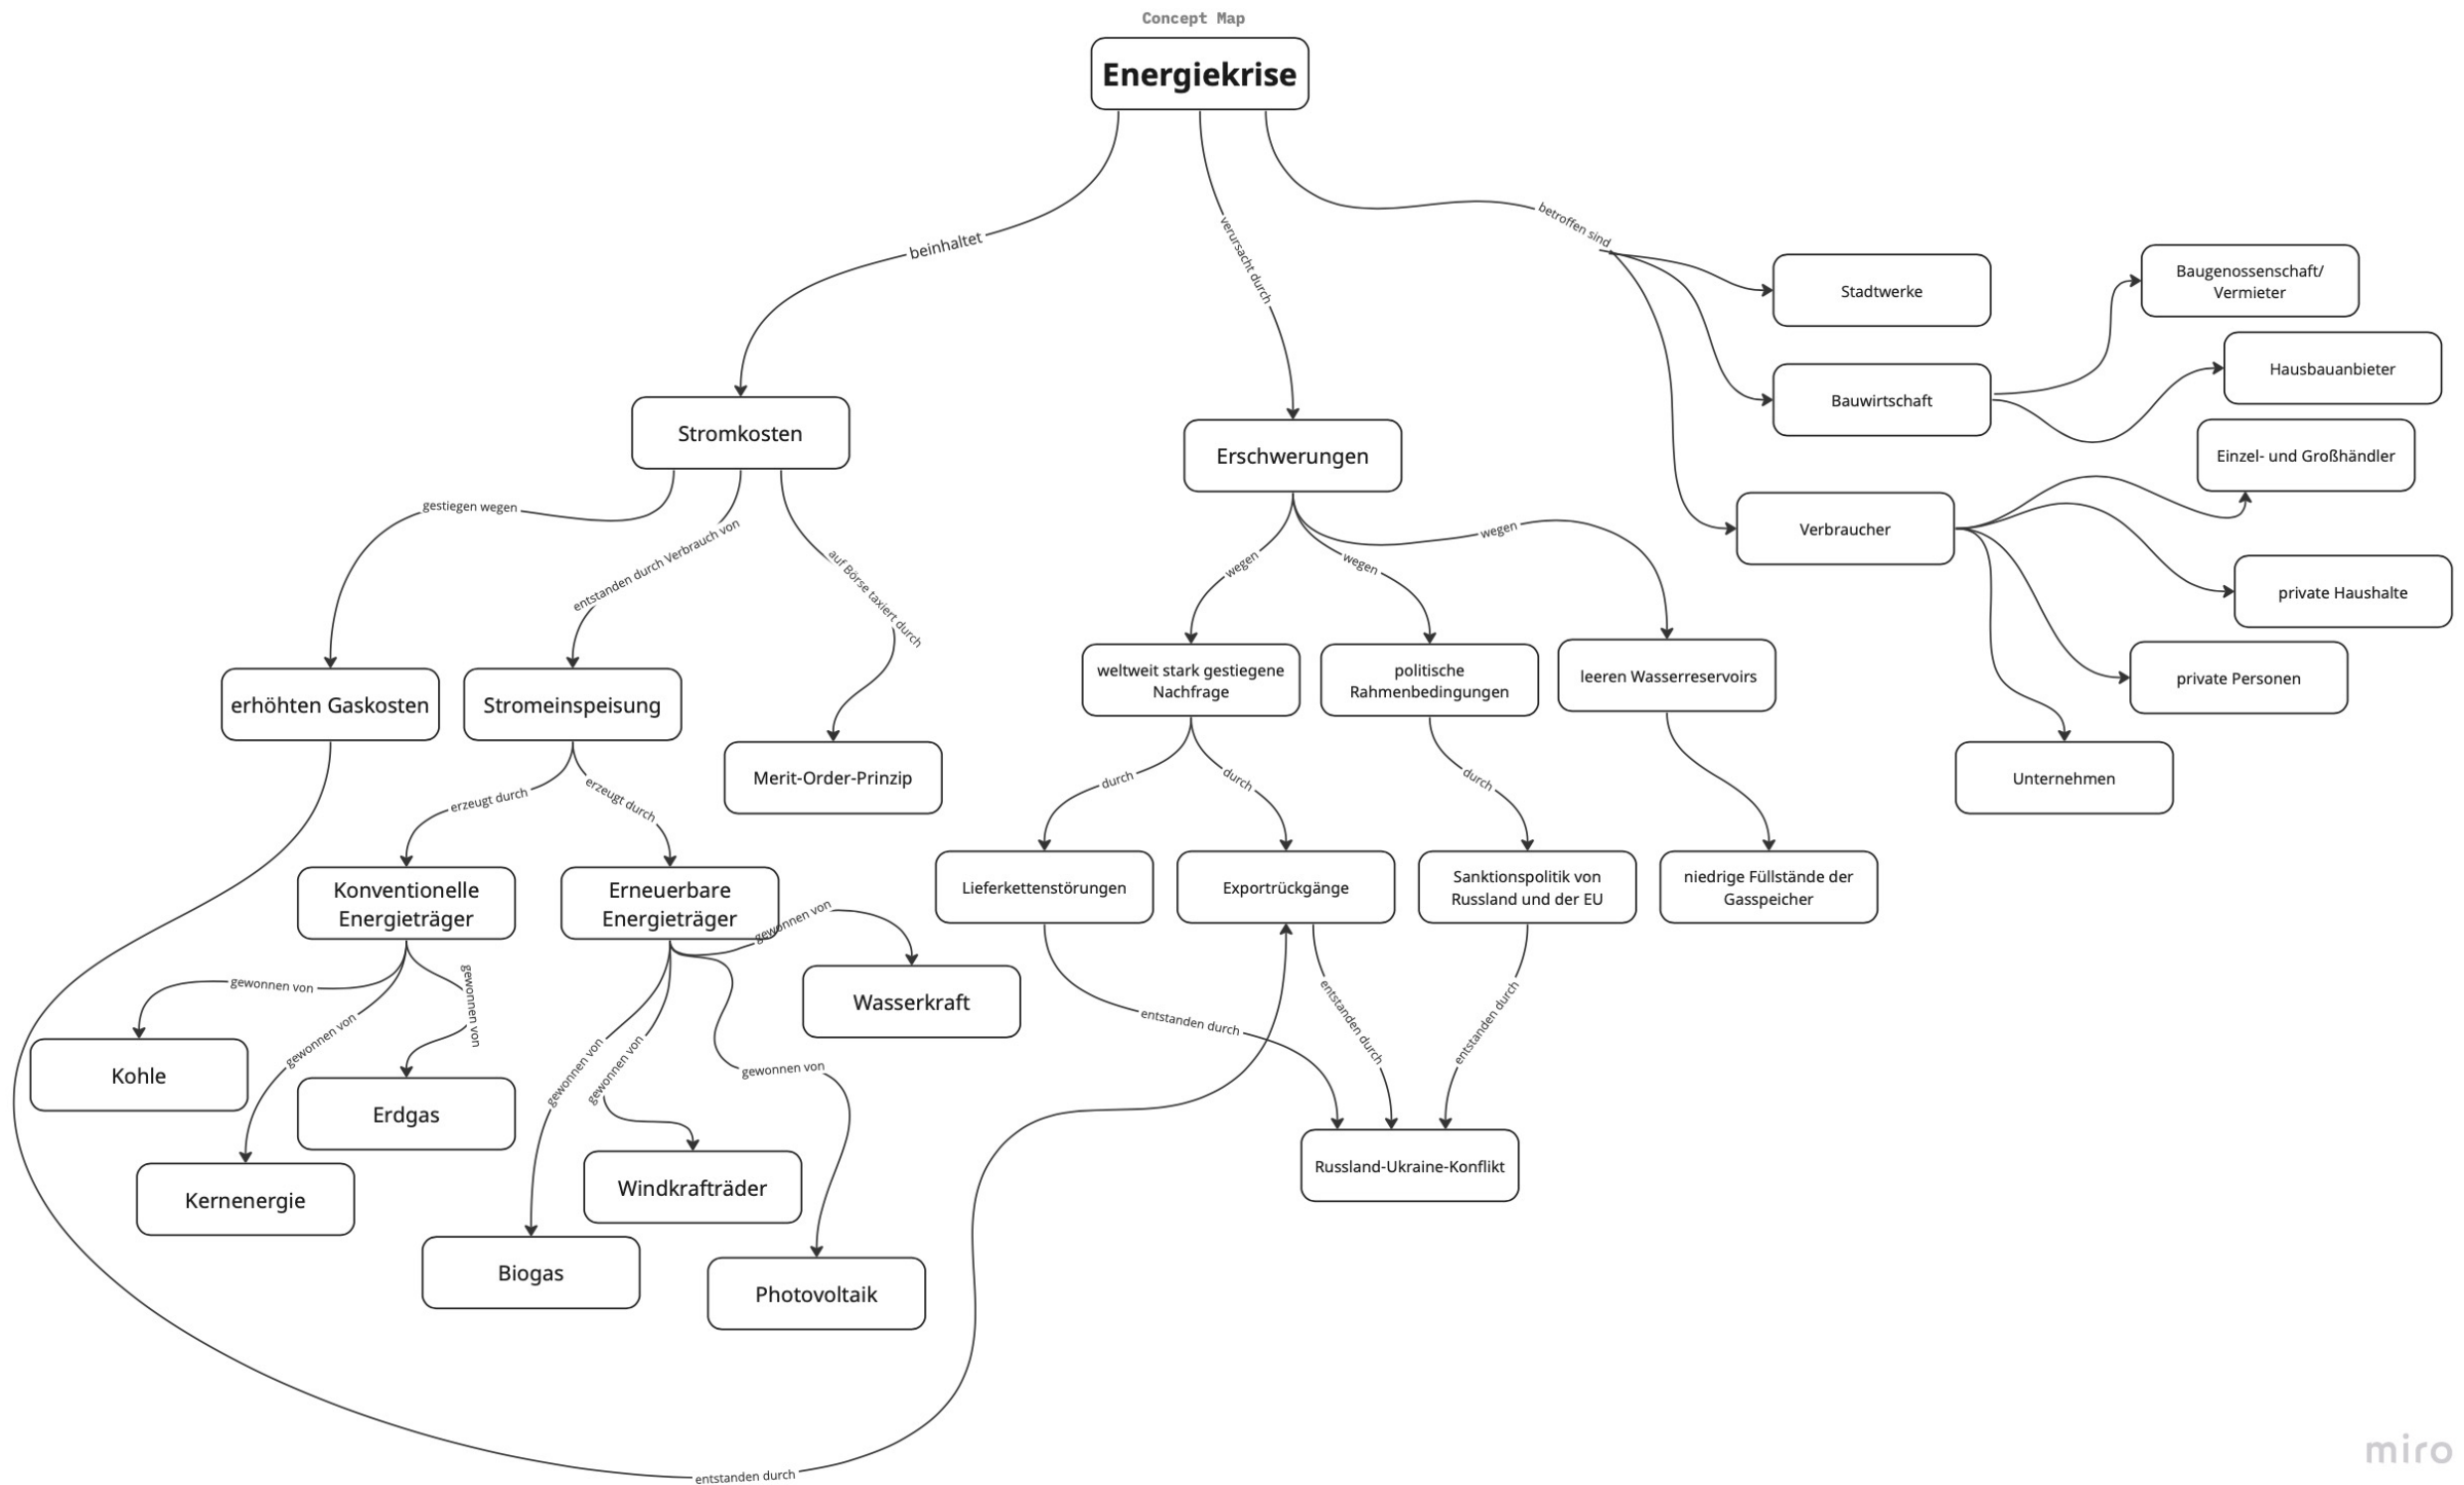 Concept Map
Energiekrise
beinhaltet
verursacht durch
betroffen sind
Stadtwerke
Baugenossenschaft/
Vermieter
Hausbauanbieter
Bauwirtschaft
Einzel- und Großhändler
Stromkosten
Erschwerungen
Verbraucher
private Haushalte
private Personen
Unternehmen
gestiegen wegen
entstanden durch Verbrauch von
auf Börse taxiert durch
wegen
wegen
wegen
erhöhten Gaskosten
Stromeinspeisung
Merit-Order-Prinzip
weltweit stark gestiegene
Nachfrage
politische
Rahmenbedingungen
leeren Wasserreservoirs
erzeugt durch
erzeugt durch
durch
durch
durch
Konventionelle
Energieträger
Erneuerbare
Energieträger
Lieferkettenstörungen
Exportrückgänge
Sanktionspolitik von
Russland und der EU
niedrige Füllstände der
Gasspeicher
gewonnen von
gewonnen von
gewonnen von
gewonnen von
gewonnen von
gewonnen von
gewonnen von
Wasserkraft
Kohle
Erdgas
Kernenergie
Windkrafträder
Biogas
Photovoltaik
entstanden durch
entstanden durch
entstanden durch
Russland-Ukraine-Konflikt
entstanden durch
miro